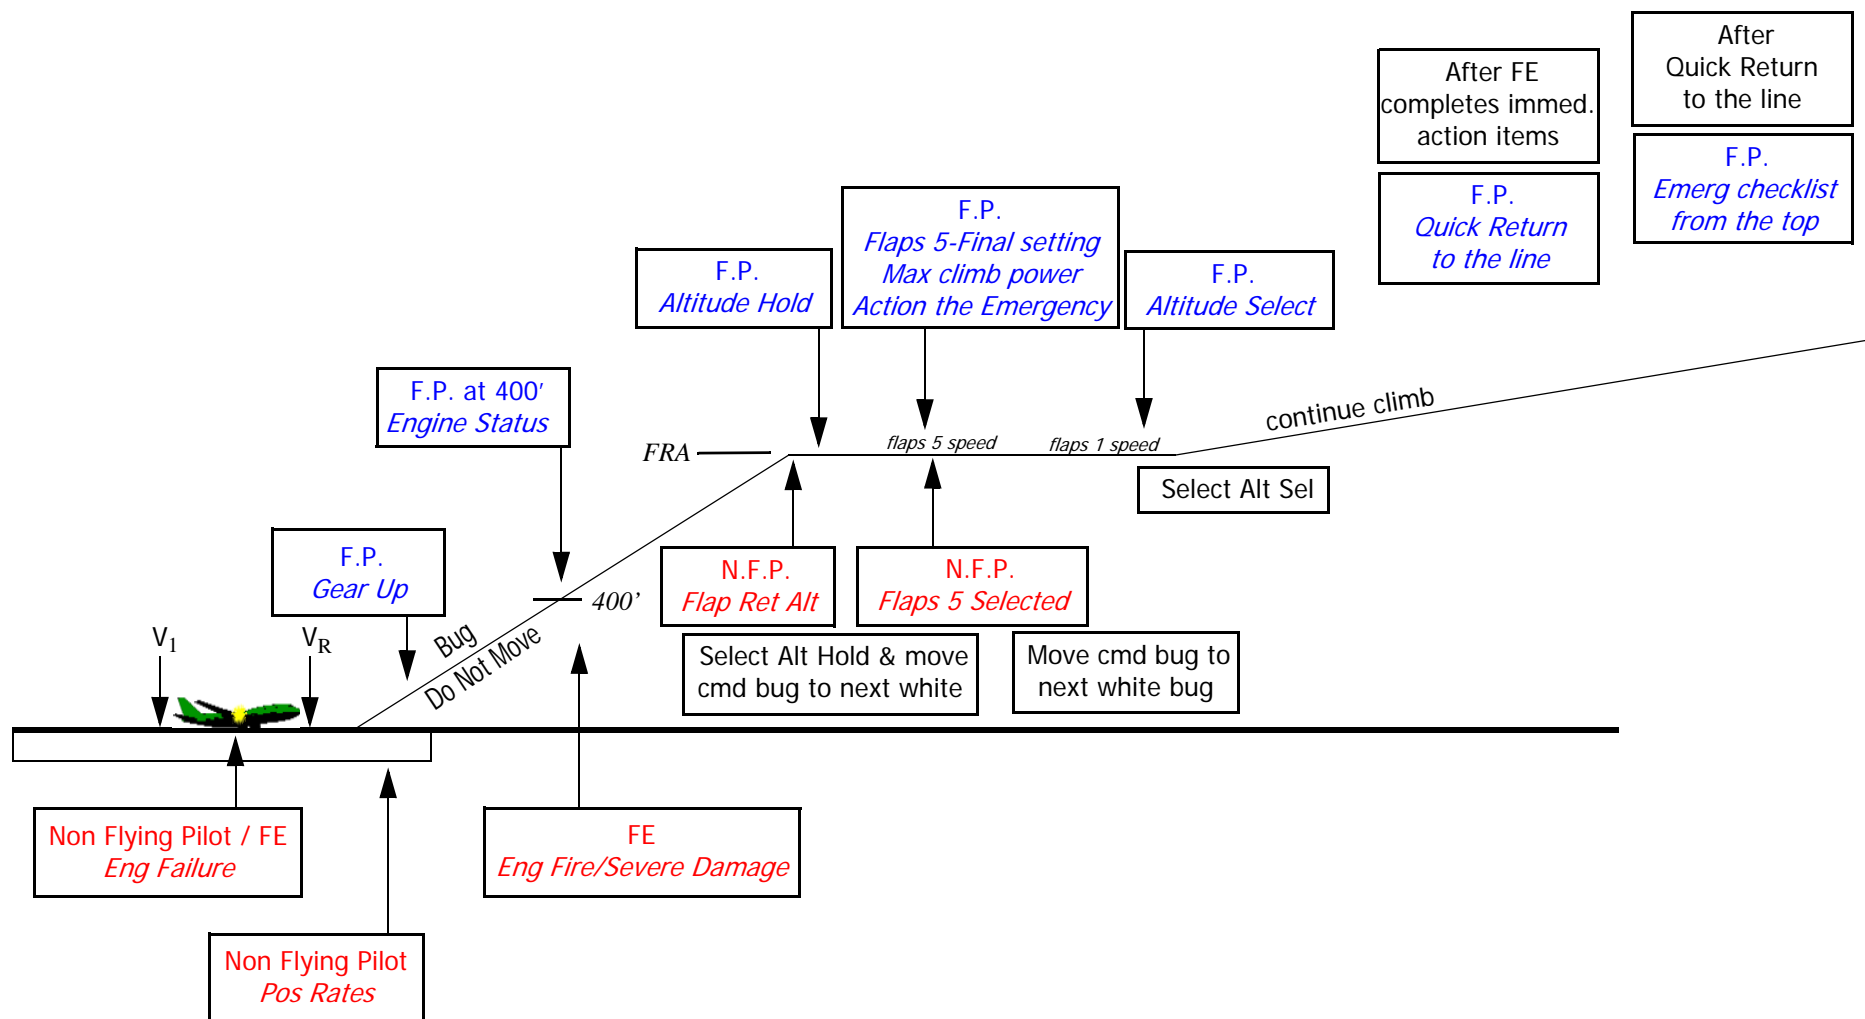 After
Quick Return
to the line
After FE
completes immed.
action items
F.P.
Emerg checklist
from the top
F.P.
Quick Return
to the line
F.P.
Flaps 5-Final setting
Max climb power
Action the Emergency
F.P.
Altitude Hold
F.P.
Altitude Select
F.P. at 400'
Engine Status
continue climb
FRA
flaps 5 speed
flaps 1 speed
Select Alt Sel
F.P.
Gear Up
N.F.P.
Flap Ret Alt
N.F.P.
Flaps 5 Selected
400’
Bug
Do Not Move
V1
VR
Select Alt Hold & move
cmd bug to next white
Move cmd bug to
next white bug
Non Flying Pilot / FE
Eng Failure
FE
Eng Fire/Severe Damage
Non Flying Pilot
Pos Rates